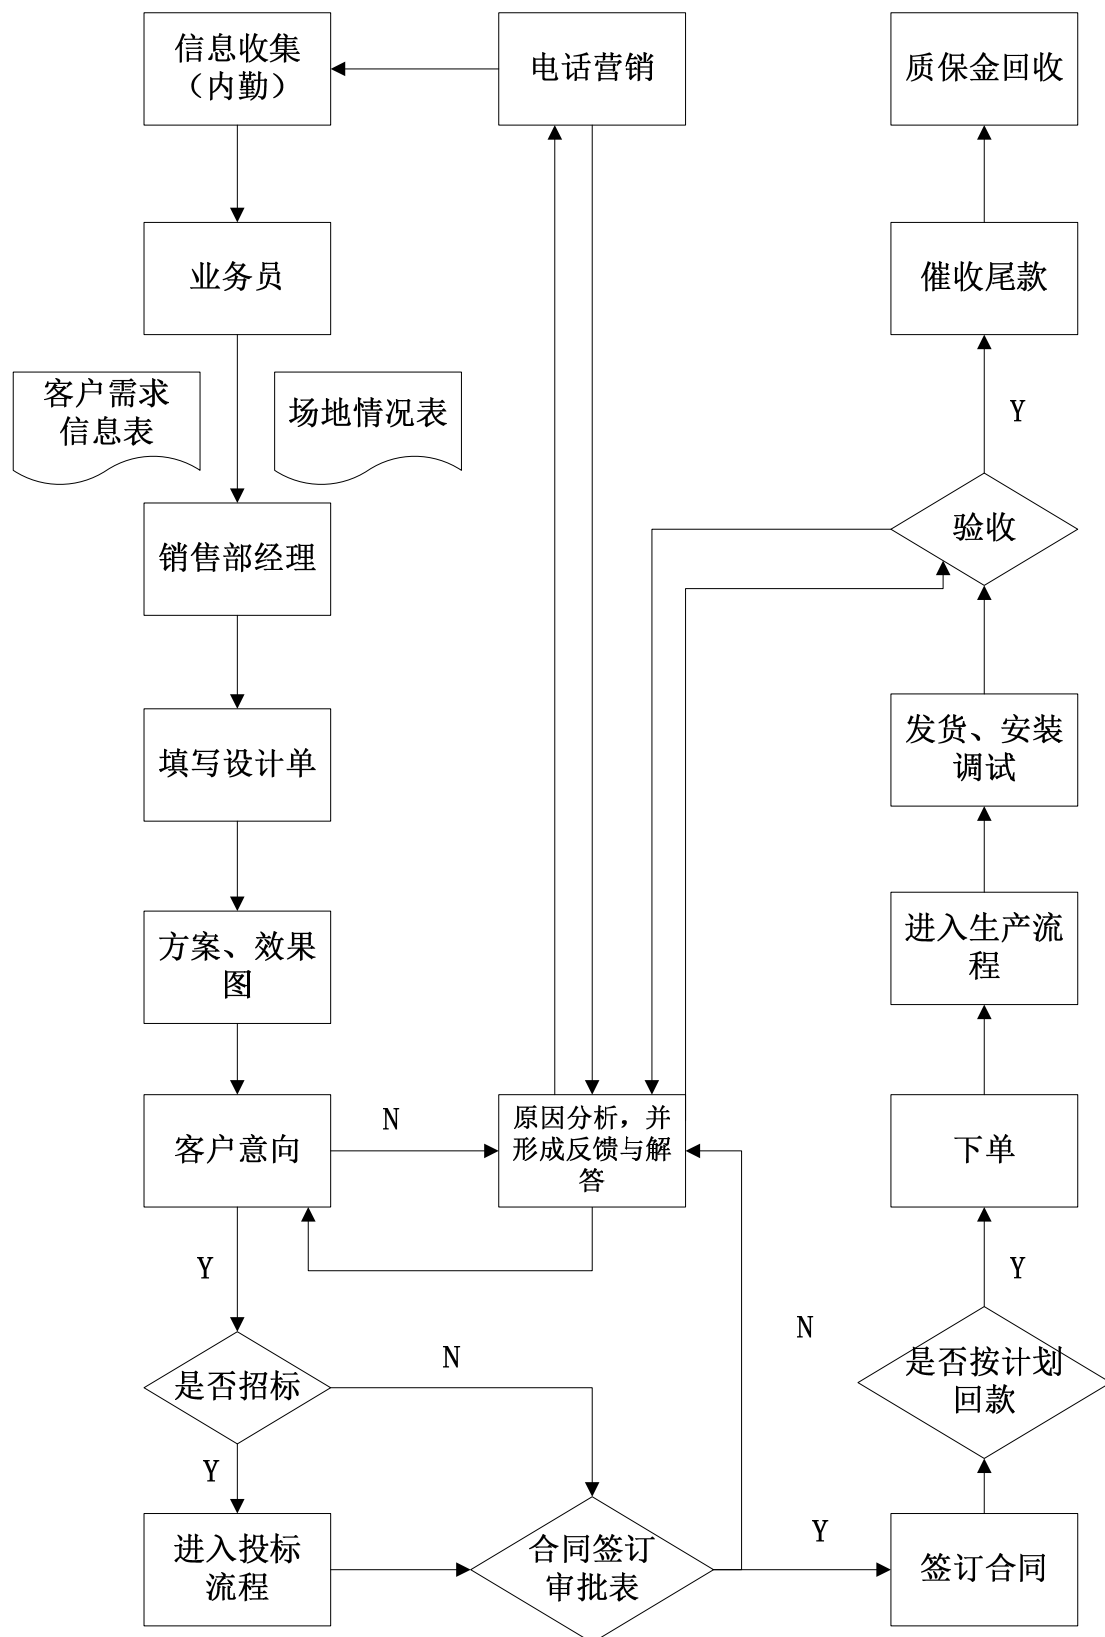 信息收集
（内勤）
电话营销
质保金回收
业务员
催收尾款
客户需求
信息表
场地情况表
Y
验收
销售部经理
填写设计单
发货、安装
调试
方案、效果
图
进入生产流
程
客户意向
N
原因分析，并
形成反馈与解
答
下单
Y
Y
N
N
是否招标
是否按计划
回款
Y
进入投标
流程
合同签订
审批表
Y
签订合同